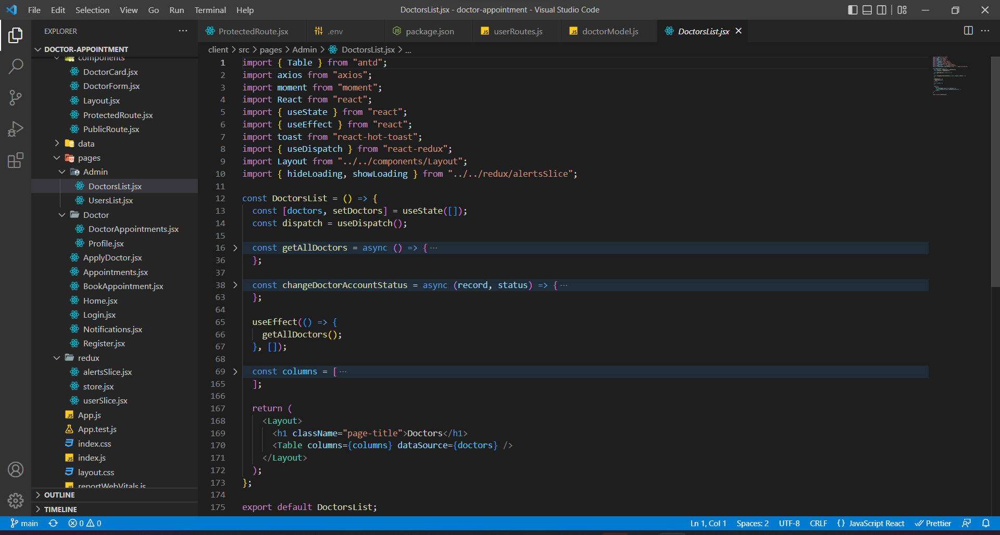 File Edit Selection View Go Run Terminal Help
DoctorsList.jsx - doctor-appointment - Visual Studio Code
EXPLORER
DOCTOR-APPOINTMENT
components
DoctorCard.jsx
DoctorForm.jsx
Layout.jsx
ProtectedRoute.jsx
PublicRoute.jsx
data
pages
Admin
DoctorsList.jsx
UsersList.jsx
Doctor
DoctorAppointments.jsx
Profile.jsx
ApplyDoctor.jsx
Appointments.jsx
BookAppointment.jsx
Home.jsx
Login.jsx
Notifications.jsx
Register.jsx
redux
alertsSlice.jsx
store.jsx
userSlice.jsx
App.js
App.test.js
index.css
index.js
layout.css
reportWebVitals.js
OUTLINE
TIMELINE
ProtectedRoute.jsx .env package.json userRoutes.js doctorModel.js DoctorsList.jsx
client > src > pages > Admin > DoctorsList.jsx > ...
1 import { Table } from "antd";
2 import axios from "axios";
3 import moment from "moment";
4 import React from "react";
5 import { useState } from "react";
6 import { useEffect } from "react";
7 import toast from "react-hot-toast";
8 import { useDispatch } from "react-redux";
9 import Layout from "../../components/Layout";
10 import { hideLoading, showLoading } from "../../redux/alertsSlice";
11
12 const DoctorsList = () => {
13 const [doctors, setDoctors] = useState([]);
14 const dispatch = useDispatch();
15
16 const getAllDoctors = async () => { ···
36 };
37
38 const changeDoctorAccountStatus = async (record, status) => { ···
63 };
64
65 useEffect(() => {
66 getAllDoctors();
67 }, []);
68
69 const columns = [ ···
165 ];
166
167 return (
168 <Layout>
169 <h1 className="page-title">Doctors</h1>
170 <Table columns={columns} dataSource={doctors} />
171 </Layout>
172 );
173 };
174
175 export default DoctorsList;
main 0 0 Ln 1, Col 1 Spaces: 2 UTF-8 CRLF {} JavaScript React Prettier